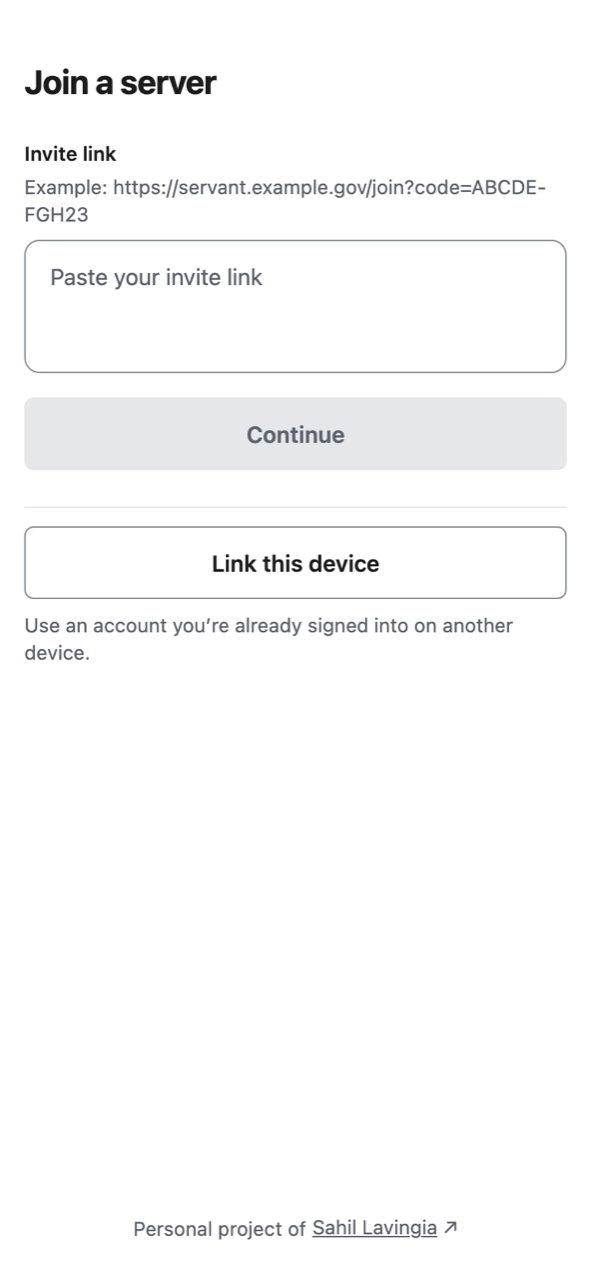 Join a server
Invite link
Example: https://servant.example.gov/join?code=ABCDE-
FGH23
Paste your invite link
Continue
Link this device
Use an account you’re already signed into on another
device.
Personal project of Sahil Lavingia ↗